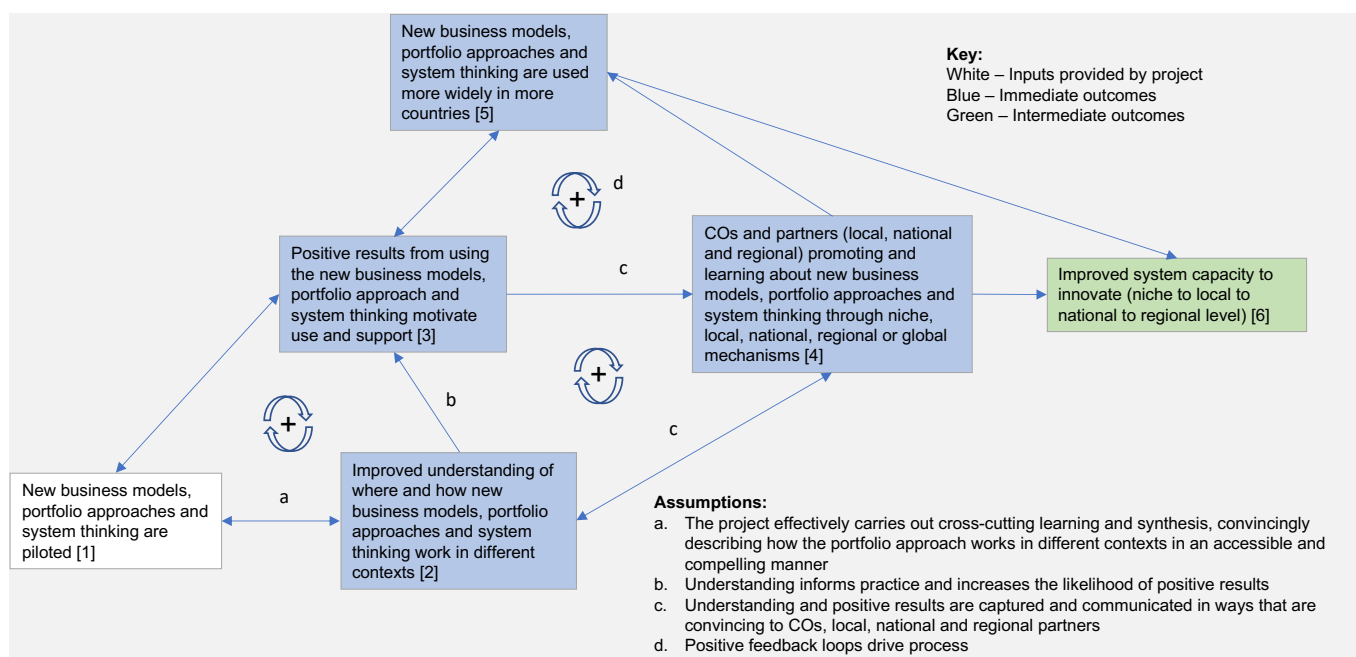 New business models,
portfolio approaches and
system thinking are used
more widely in more
countries [5]
Key:
White – Inputs provided by project
Blue – Immediate outcomes
Green – Intermediate outcomes
+
d
Positive results from using
the new business models,
portfolio approach and
system thinking motivate
use and support [3]
c
COs and partners (local, national
and regional) promoting and
learning about new business
models, portfolio approaches and
system thinking through niche,
local, national, regional or global
mechanisms [4]
Improved system capacity to
innovate (niche to local to
national to regional level) [6]
+
b
+
c
New business models,
portfolio approaches and
system thinking are
piloted [1]
a
Improved understanding of
where and how new
business models, portfolio
approaches and system
thinking work in different
contexts [2]
Assumptions:
a. The project effectively carries out cross-cutting learning and synthesis, convincingly
describing how the portfolio approach works in different contexts in an accessible and
compelling manner
b. Understanding informs practice and increases the likelihood of positive results
c. Understanding and positive results are captured and communicated in ways that are
convincing to COs, local, national and regional partners
d. Positive feedback loops drive process